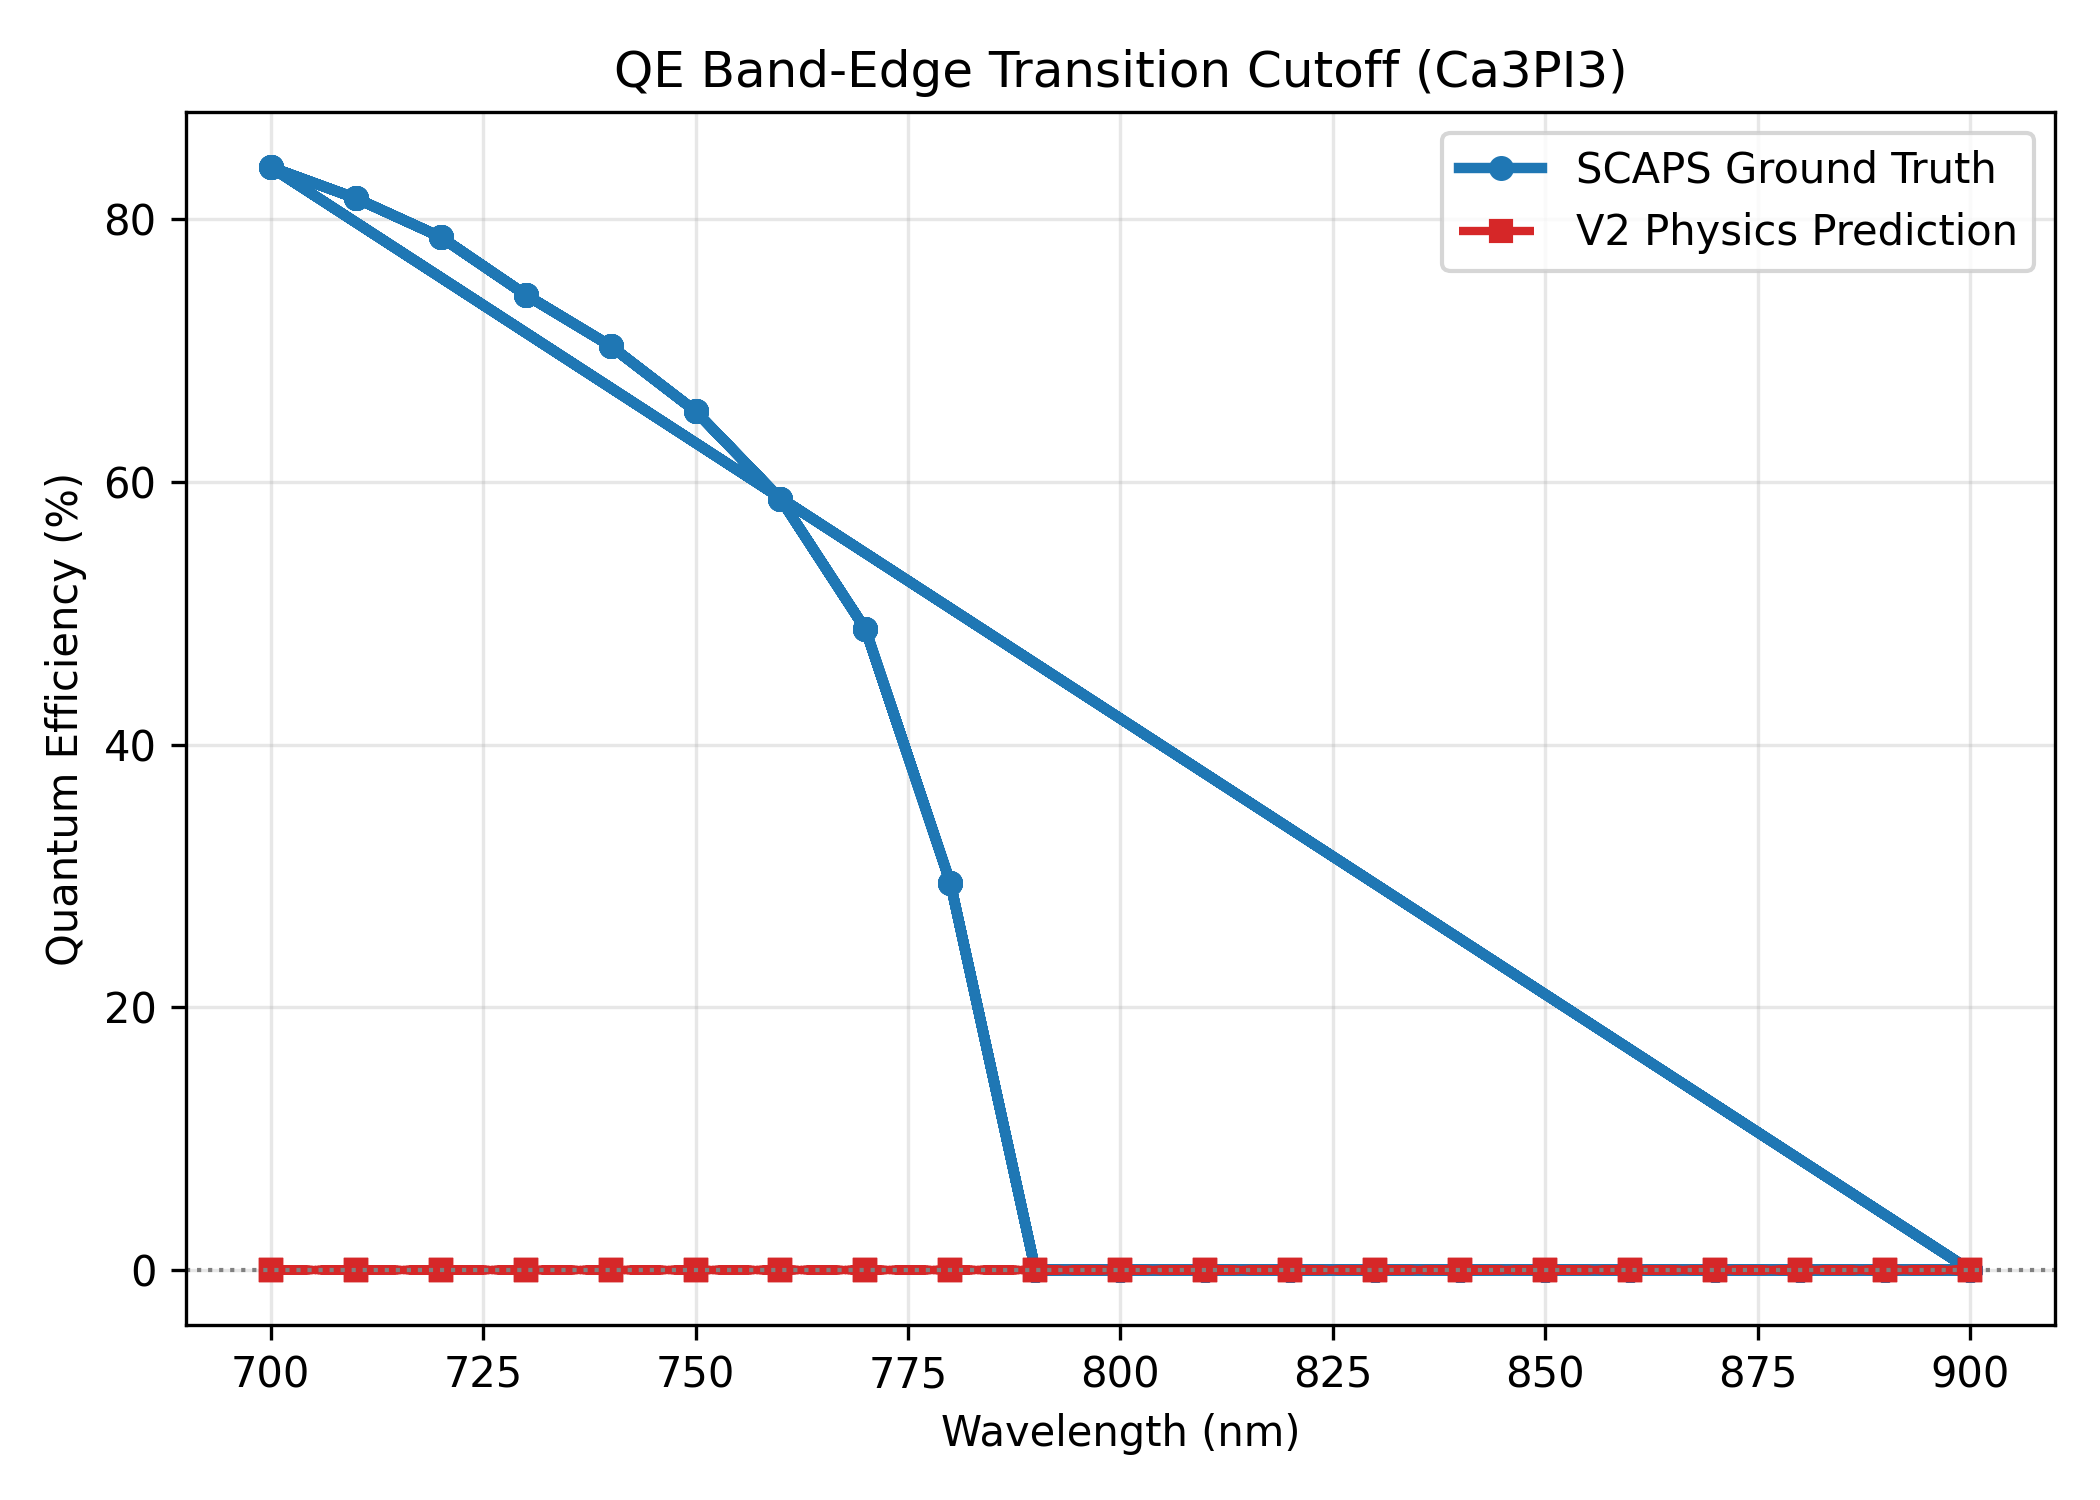 QE Band-Edge Transition Cutoff (Ca3PI3)
SCAPS Ground Truth
V2 Physics Prediction
Quantum Efficiency (%)
80
60
40
20
0
700 725 750 775 800 825 850 875 900
Wavelength (nm)